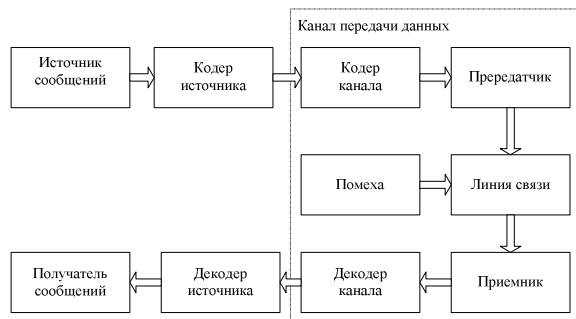 Канал передачи данных
Источник
сообщений
Кодер
источника
Кодер
канала
Прередатчик
Помеха
Линия связи
Получатель
сообщений
Декодер
источника
Декодер
канала
Приемник